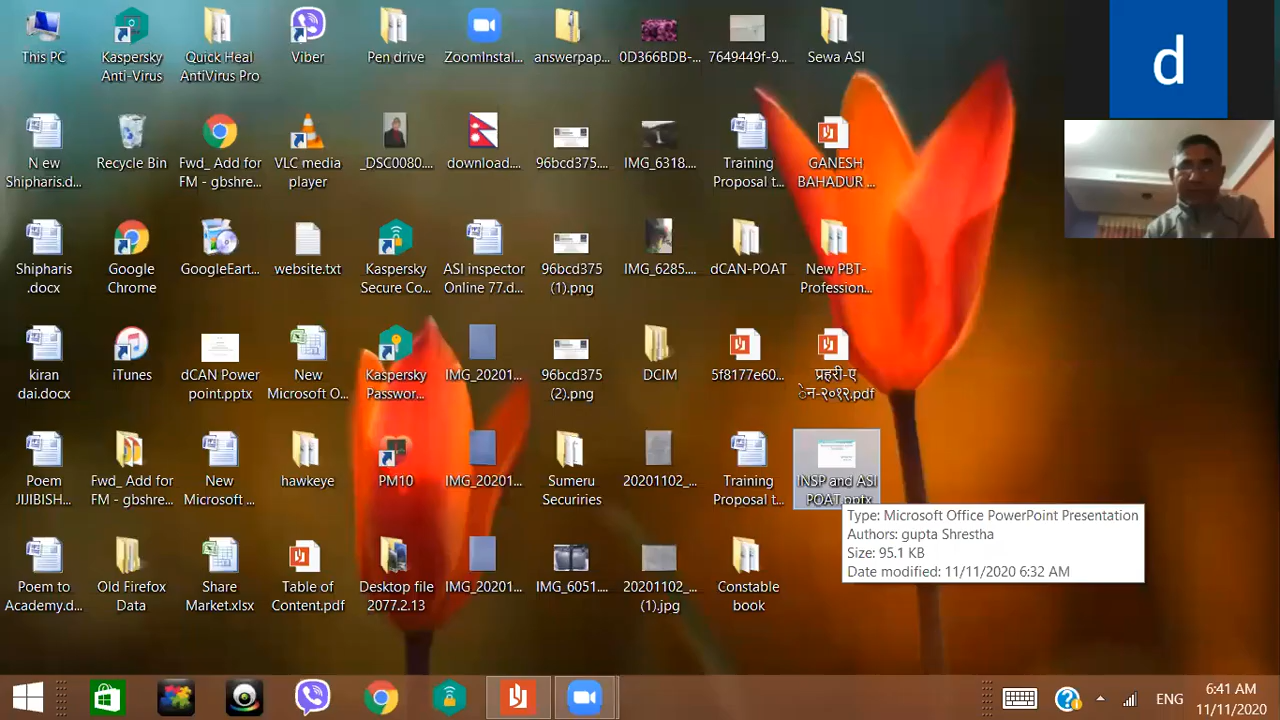 This PC
Kaspersky
Anti-Virus
Quick Heal
AntiVirus Pro
Viber
Pen drive
ZoomInstal...
answerpap...
0D366BDB-...
7649449f-9...
Sewa ASI
d
N ew
Shipharis.d...
Recycle Bin
Fwd_ Add for
FM - gbshre...
VLC media
player
_DSC0080....
download....
96bcd375....
IMG_6318....
Training
Proposal t...
GANESH
BAHADUR ...
Shipharis
.docx
Google
Chrome
GoogleEart...
website.txt
Kaspersky
Secure Co...
ASI inspector
Online 77.d...
96bcd375
(1).png
IMG_6285....
dCAN-POAT
New PBT-
Profession...
kiran
dai.docx
iTunes
dCAN Power
point.pptx
New
Microsoft O...
Kaspersky
Passwor...
IMG_20201...
96bcd375
(2).png
DCIM
5f8177e60...
प्रहरी-ए
ेन-२०१२.pdf
Poem
JIJIBISH...
Fwd_ Add for
FM - gbshre...
New
Microsoft ...
hawkeye
PM10
IMG_20201...
Sumeru
Securiries
20201102_...
Training
Proposal t...
INSP and ASI
POAT.pptx
Type: Microsoft Office PowerPoint Presentation
Authors: gupta Shrestha
Size: 95.1 KB
Date modified: 11/11/2020 6:32 AM
Poem to
Academy.d...
Old Firefox
Data
Share
Market.xlsx
Table of
Content.pdf
Desktop file
2077.2.13
IMG_20201...
IMG_6051....
20201102_...
(1).jpg
Constable
book
ENG
6:41 AM
11/11/2020